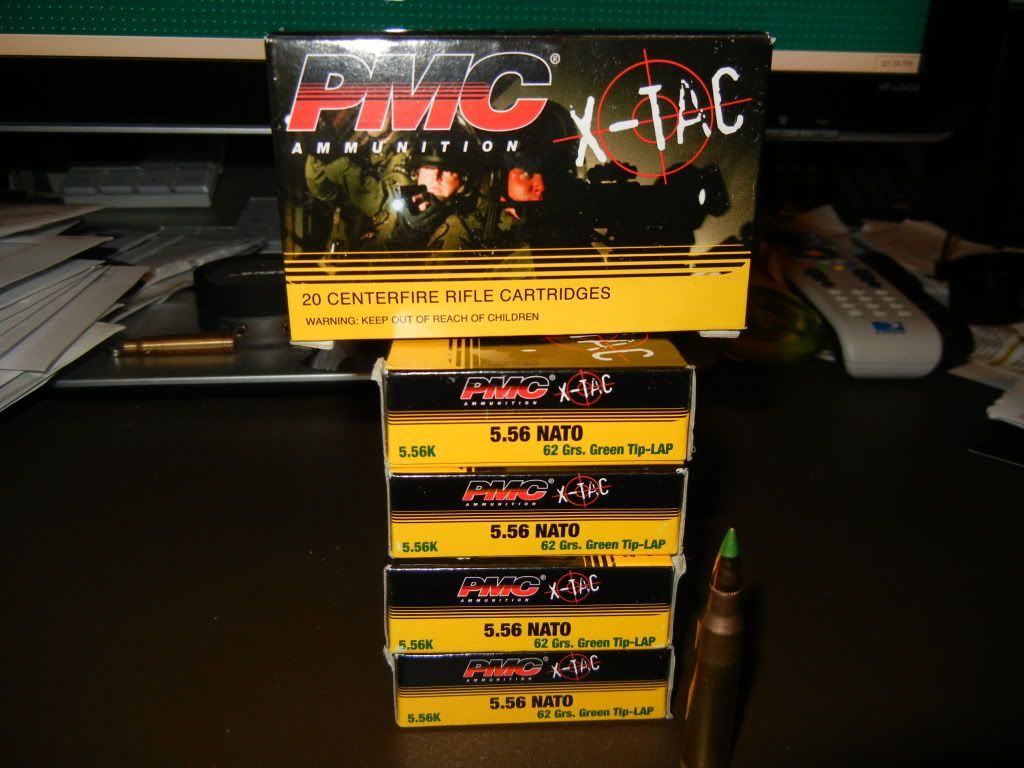 PMC®
AMMUNITION
X-TAC
20 CENTERFIRE RIFLE CARTRIDGES
WARNING: KEEP OUT OF REACH OF CHILDREN
X-TAC
PMC® X-TAC
AMMUNITION
5.56 NATO
5.56K 62 Grs. Green Tip-LAP
PMC® X-TAC
AMMUNITION
5.56 NATO
5.56K 62 Grs. Green Tip-LAP
PMC® X-TAC
AMMUNITION
5.56 NATO
5.56K 62 Grs. Green Tip-LAP
PMC® X-TAC
AMMUNITION
5.56 NATO
5.56K 62 Grs. Green Tip-LAP